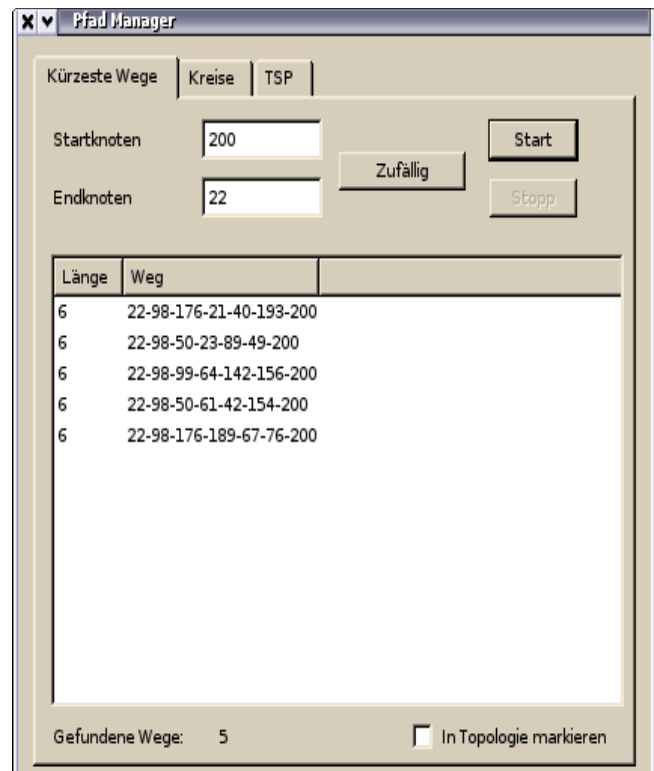 Pfad Manager
Kürzeste Wege Kreise TSP
Startknoten 200 Start
Zufällig
Endknoten 22 Stopp
Länge Weg
6 22-98-176-21-40-193-200
6 22-98-50-23-89-49-200
6 22-98-99-64-142-156-200
6 22-98-50-61-42-154-200
6 22-98-176-189-67-76-200
Gefundene Wege: 5 In Topologie markieren